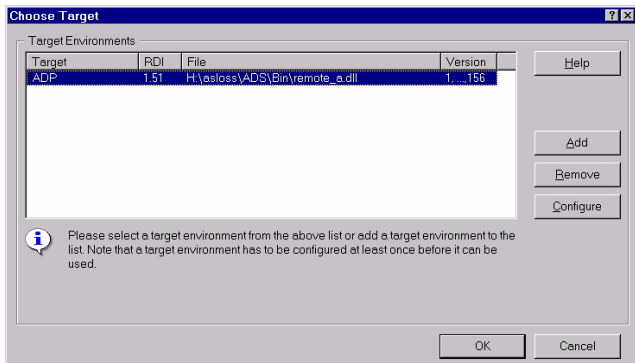 Choose Target
Target Environments
Target RDI File Version
ADP 1.51 H:\asloss\ADS\Bin\remote_a.dll 1, ...,156
Help
Add
Remove
Configure
Please select a target environment from the above list or add a target environment to the
list. Note that a target environment has to be configured at least once before it can be
used.
OK Cancel